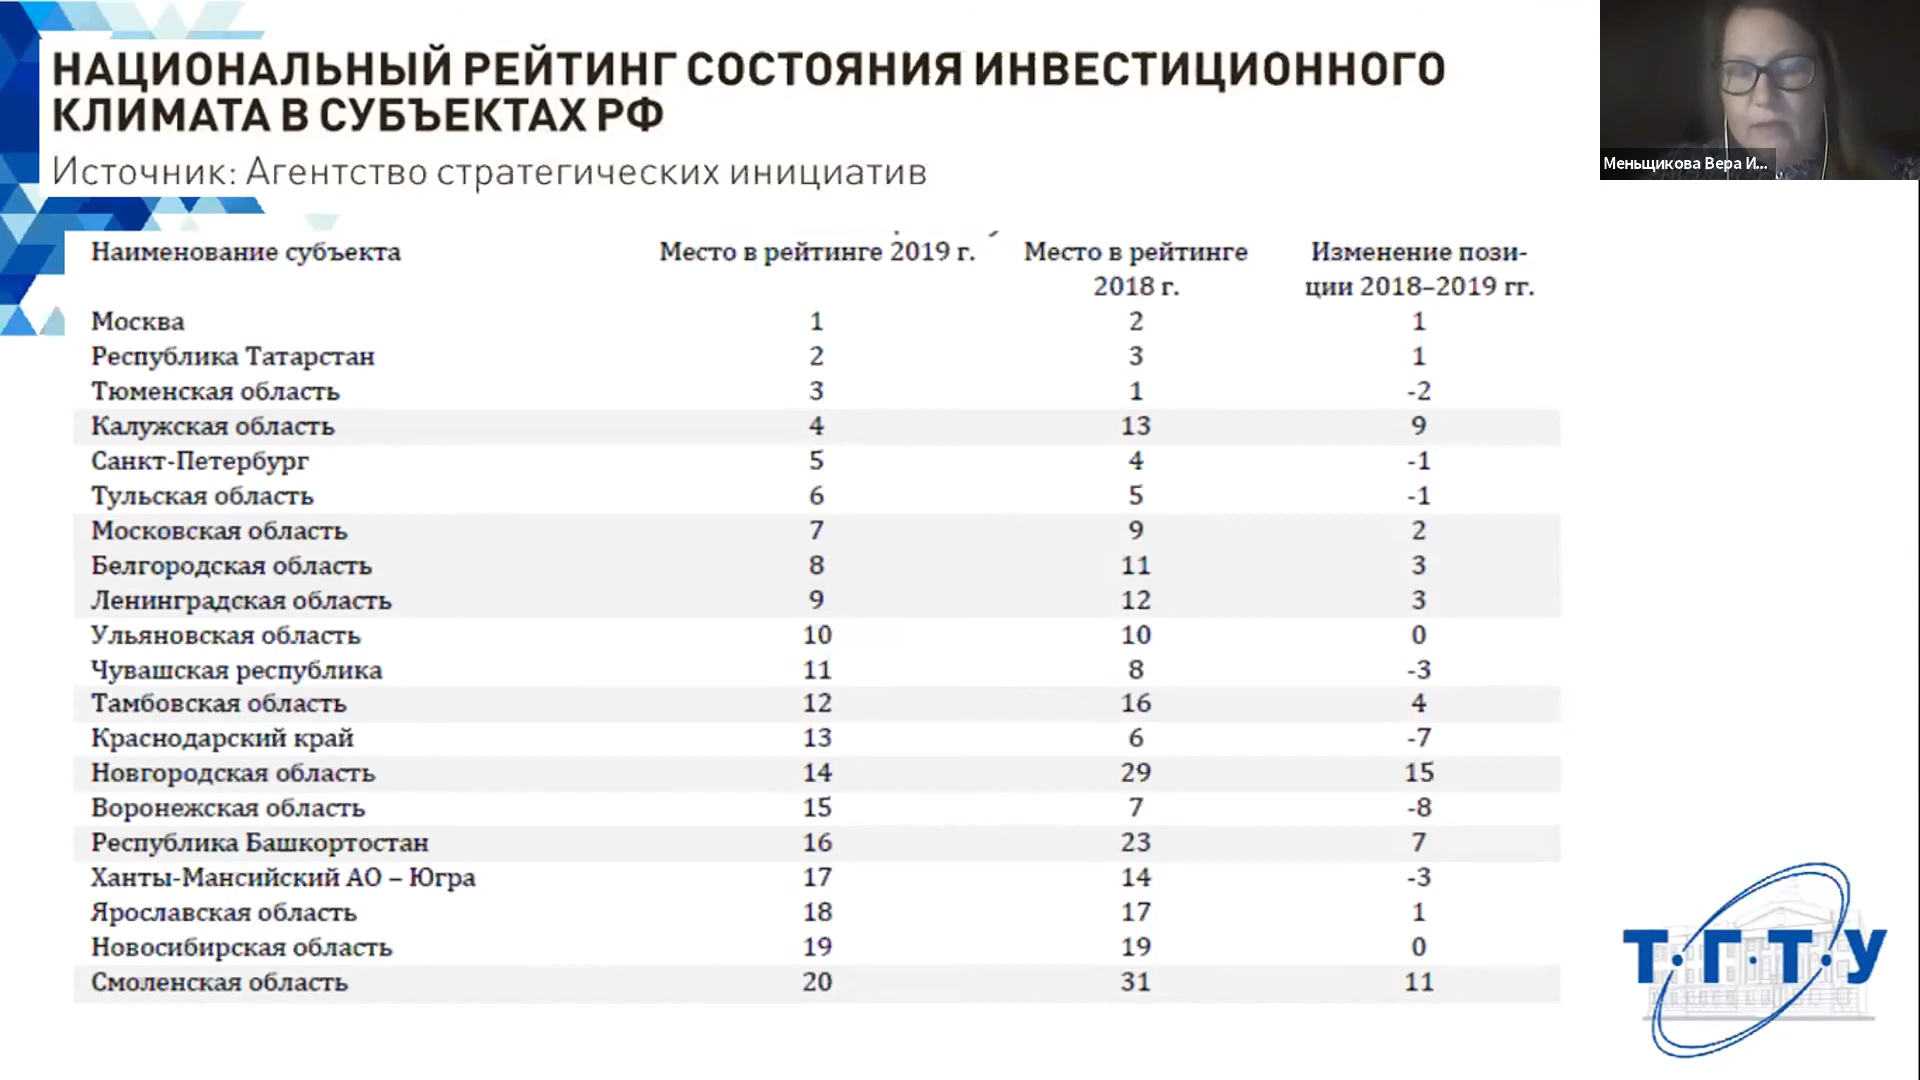 НАЦИОНАЛЬНЫЙ РЕЙТИНГ СОСТОЯНИЯ ИНВЕСТИЦИОННОГО
КЛИМАТА В СУБЪЕКТАХ РФ
Источник: Агентство стратегических инициатив
Меньщикова Вера И...
Наименование субъекта Место в рейтинге 2019 г. Место в рейтинге Изменение пози-
2018 г. ции 2018–2019 гг.
Москва 1 2 1
Республика Татарстан 2 3 1
Тюменская область 3 1 -2
Калужская область 4 13 9
Санкт-Петербург 5 4 -1
Тульская область 6 5 -1
Московская область 7 9 2
Белгородская область 8 11 3
Ленинградская область 9 12 3
Ульяновская область 10 10 0
Чувашская республика 11 8 -3
Тамбовская область 12 16 4
Краснодарский край 13 6 -7
Новгородская область 14 29 15
Воронежская область 15 7 -8
Республика Башкортостан 16 23 7
Ханты-Мансийский АО – Югра 17 14 -3
Ярославская область 18 17 1
Новосибирская область 19 19 0
Смоленская область 20 31 11
Т·Г·Т·У